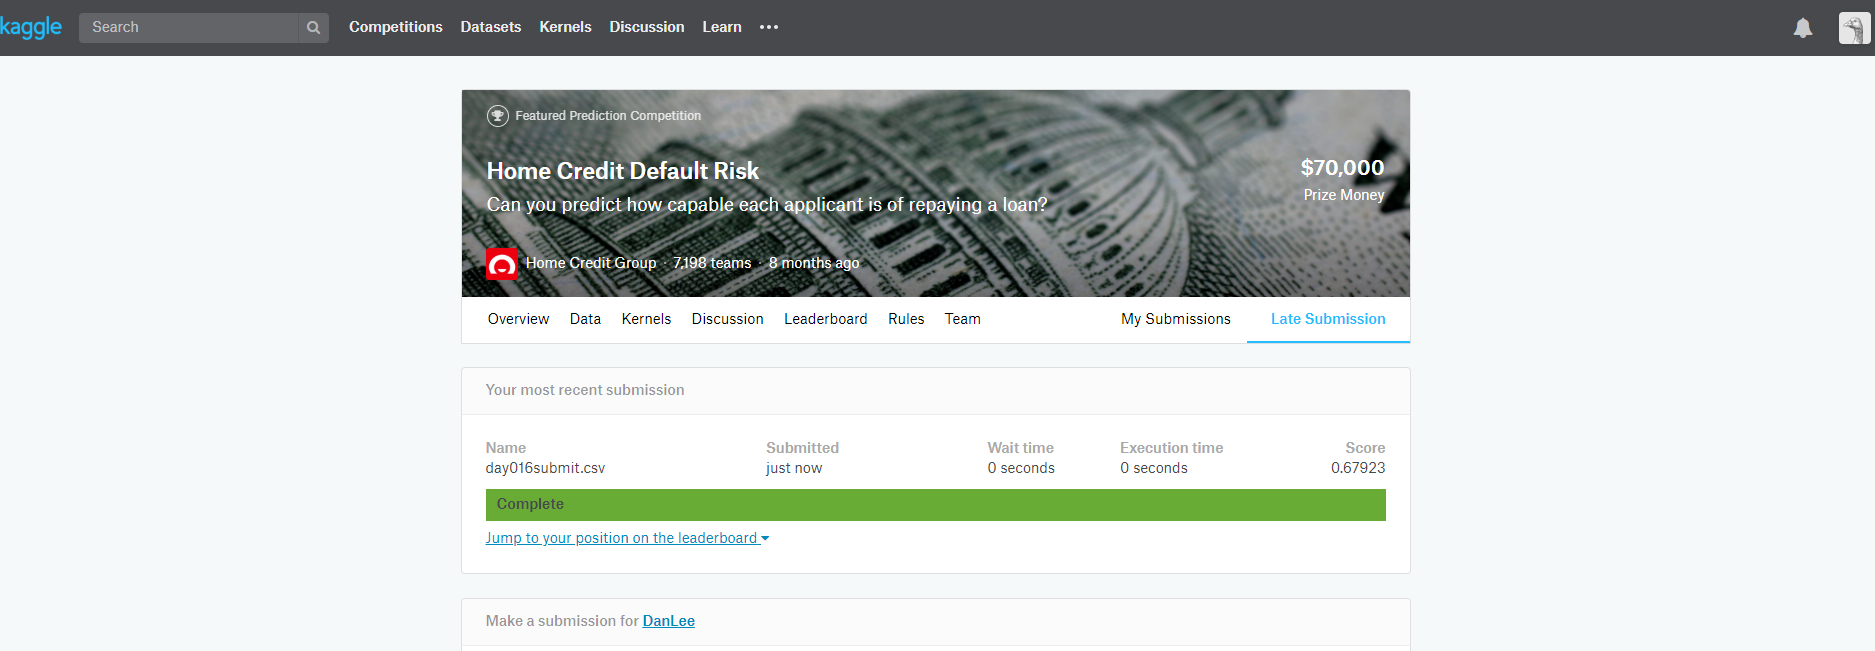 kaggle Search Competitions Datasets Kernels Discussion Learn
Featured Prediction Competition
Home Credit Default Risk
$70,000
Can you predict how capable each applicant is of repaying a loan?
Prize Money
Home Credit Group · 7,198 teams · 8 months ago
Overview Data Kernels Discussion Leaderboard Rules Team My Submissions Late Submission
Your most recent submission
Name Submitted Wait time Execution time Score
day016submit.csv just now 0 seconds 0 seconds 0.67923
Complete
Jump to your position on the leaderboard
Make a submission for DanLee